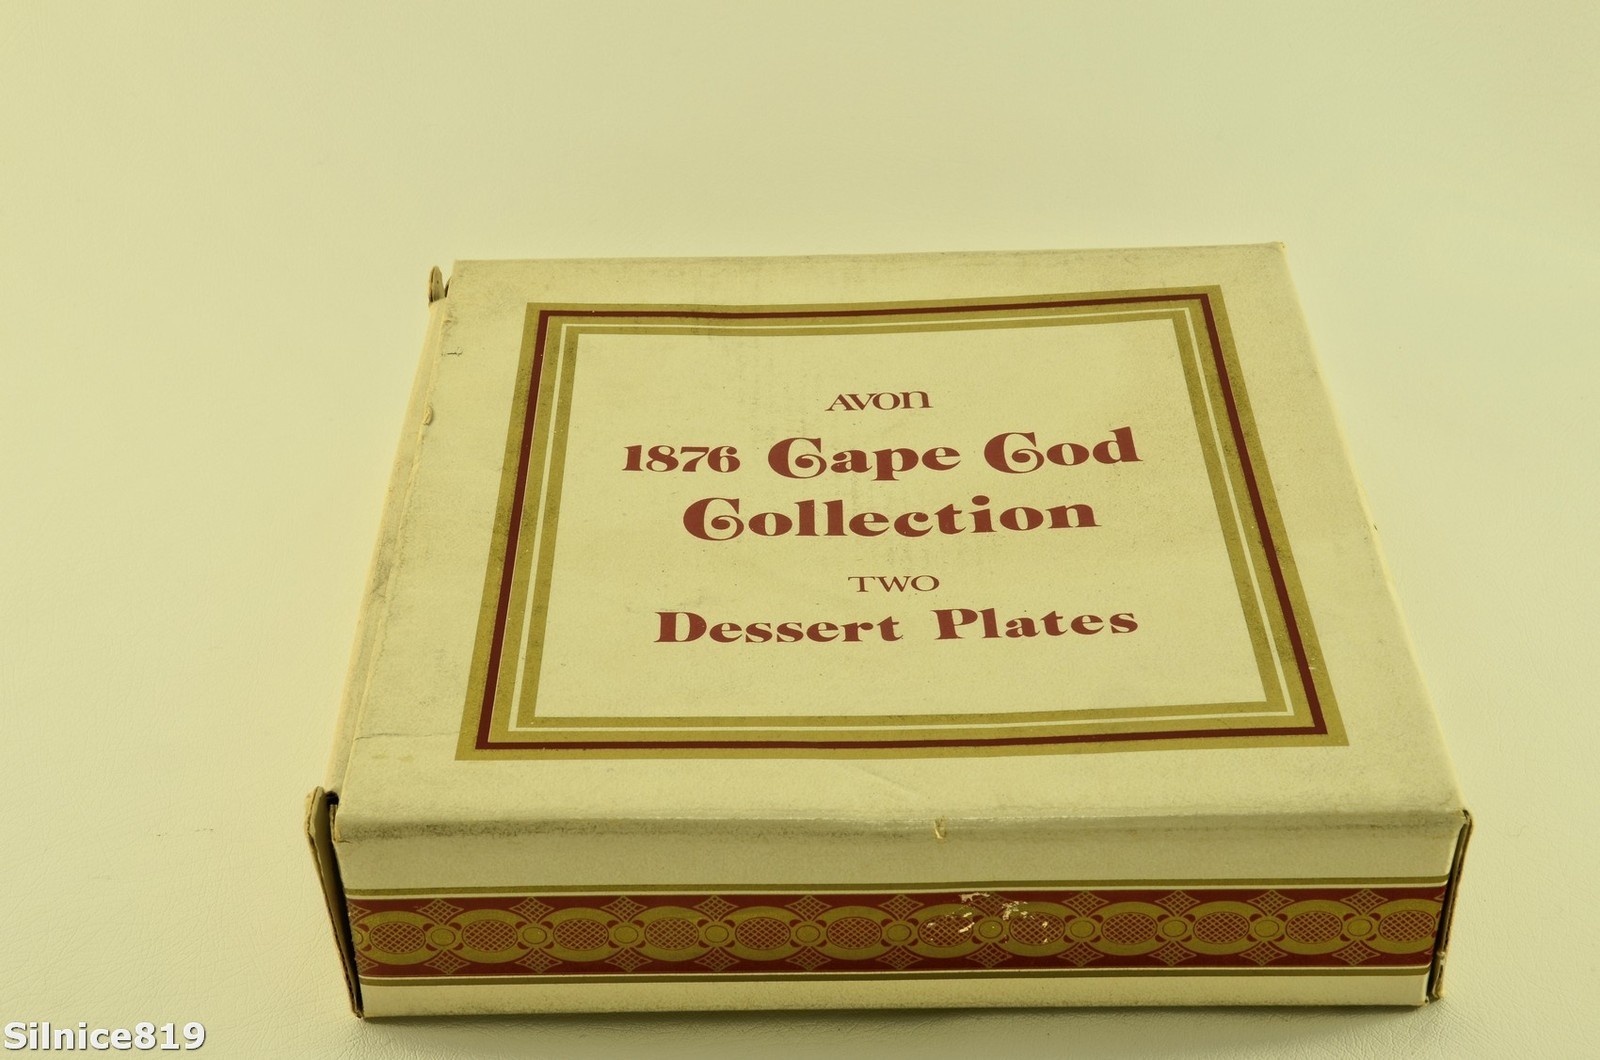 AVON
1876 Cape Cod
Collection
TWO
Dessert Plates
Silnice819